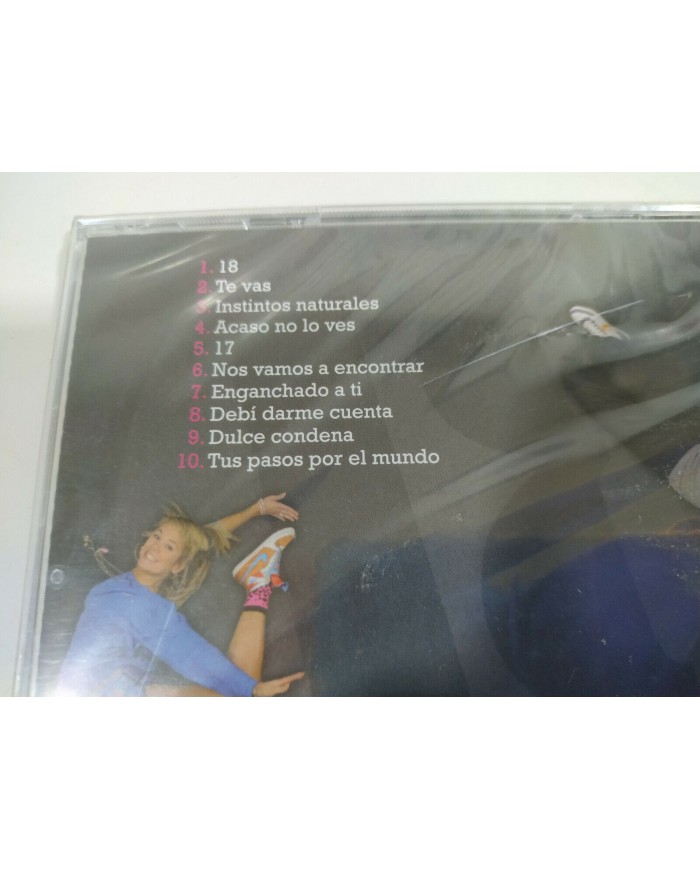 1. 18
2. Te vas
3. Instintos naturales
4. Acaso no lo ves
5. 17
6. Nos vamos a encontrar
7. Enganchado a ti
8. Debí darme cuenta
9. Dulce condena
10. Tus pasos por el mundo